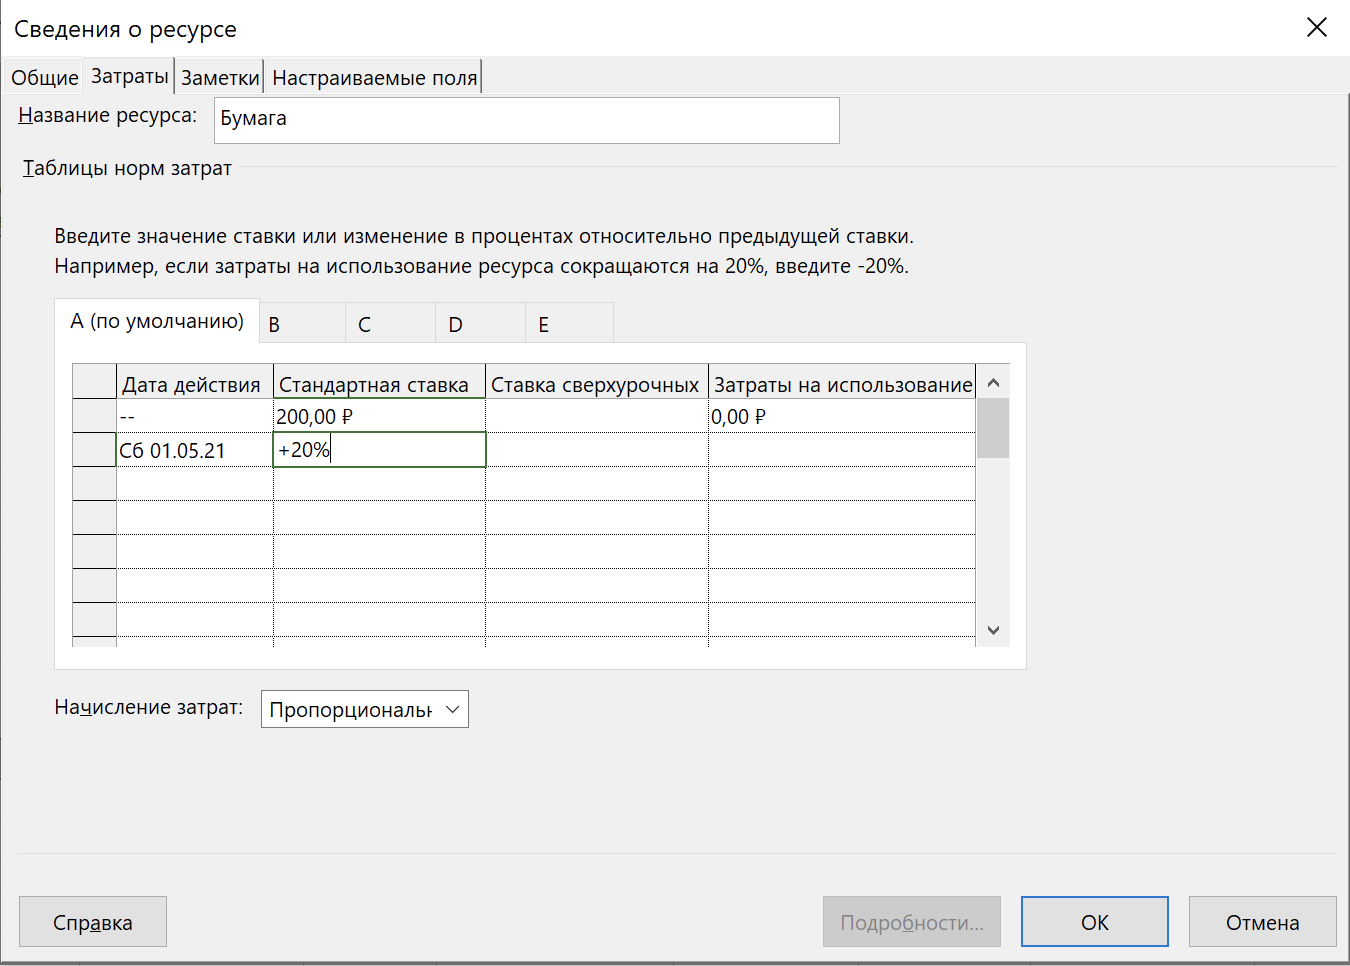 Сведения о ресурсе
Общие Затраты Заметки Настраиваемые поля
Название ресурса: Бумага
Таблицы норм затрат
Введите значение ставки или изменение в процентах относительно предыдущей ставки.
Например, если затраты на использование ресурса сокращаются на 20%, введите -20%.
A (по умолчанию) B C D E
Дата действия Стандартная ставка Ставка сверхурочных Затраты на использование
-- 200,00 ₽ 0,00 ₽
Сб 01.05.21 +20%
Начисление затрат: Пропорциональн
Справка Подробности... ОК Отмена